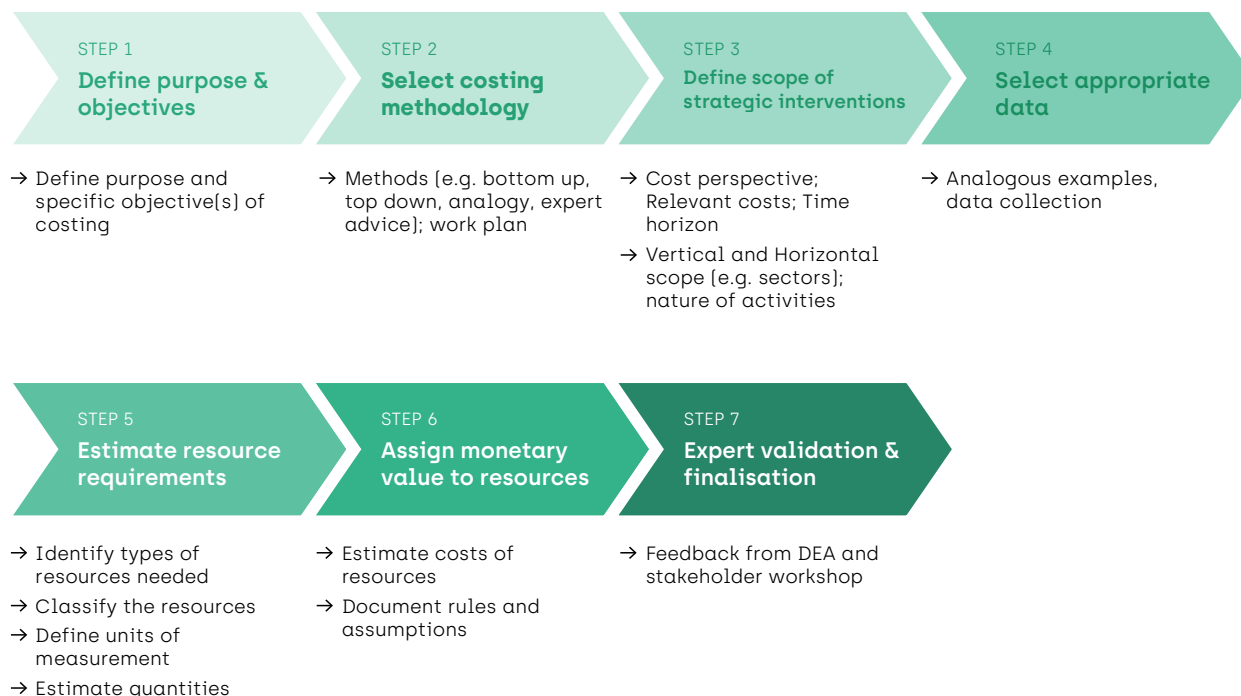 STEP 1
Define purpose &
objectives
→ Define purpose and
specific objective(s) of
costing
STEP 2
Select costing
methodology
→ Methods (e.g. bottom up,
top down, analogy, expert
advice); work plan
STEP 3
Define scope of
strategic interventions
→ Cost perspective;
Relevant costs; Time
horizon
→ Vertical and Horizontal
scope (e.g. sectors);
nature of activities
STEP 4
Select appropriate
data
→ Analogous examples,
data collection
STEP 5
Estimate resource
requirements
→ Identify types of
resources needed
→ Classify the resources
→ Define units of
measurement
→ Estimate quantities
STEP 6
Assign monetary
value to resources
→ Estimate costs of
resources
→ Document rules and
assumptions
STEP 7
Expert validation &
finalisation
→ Feedback from DEA and
stakeholder workshop